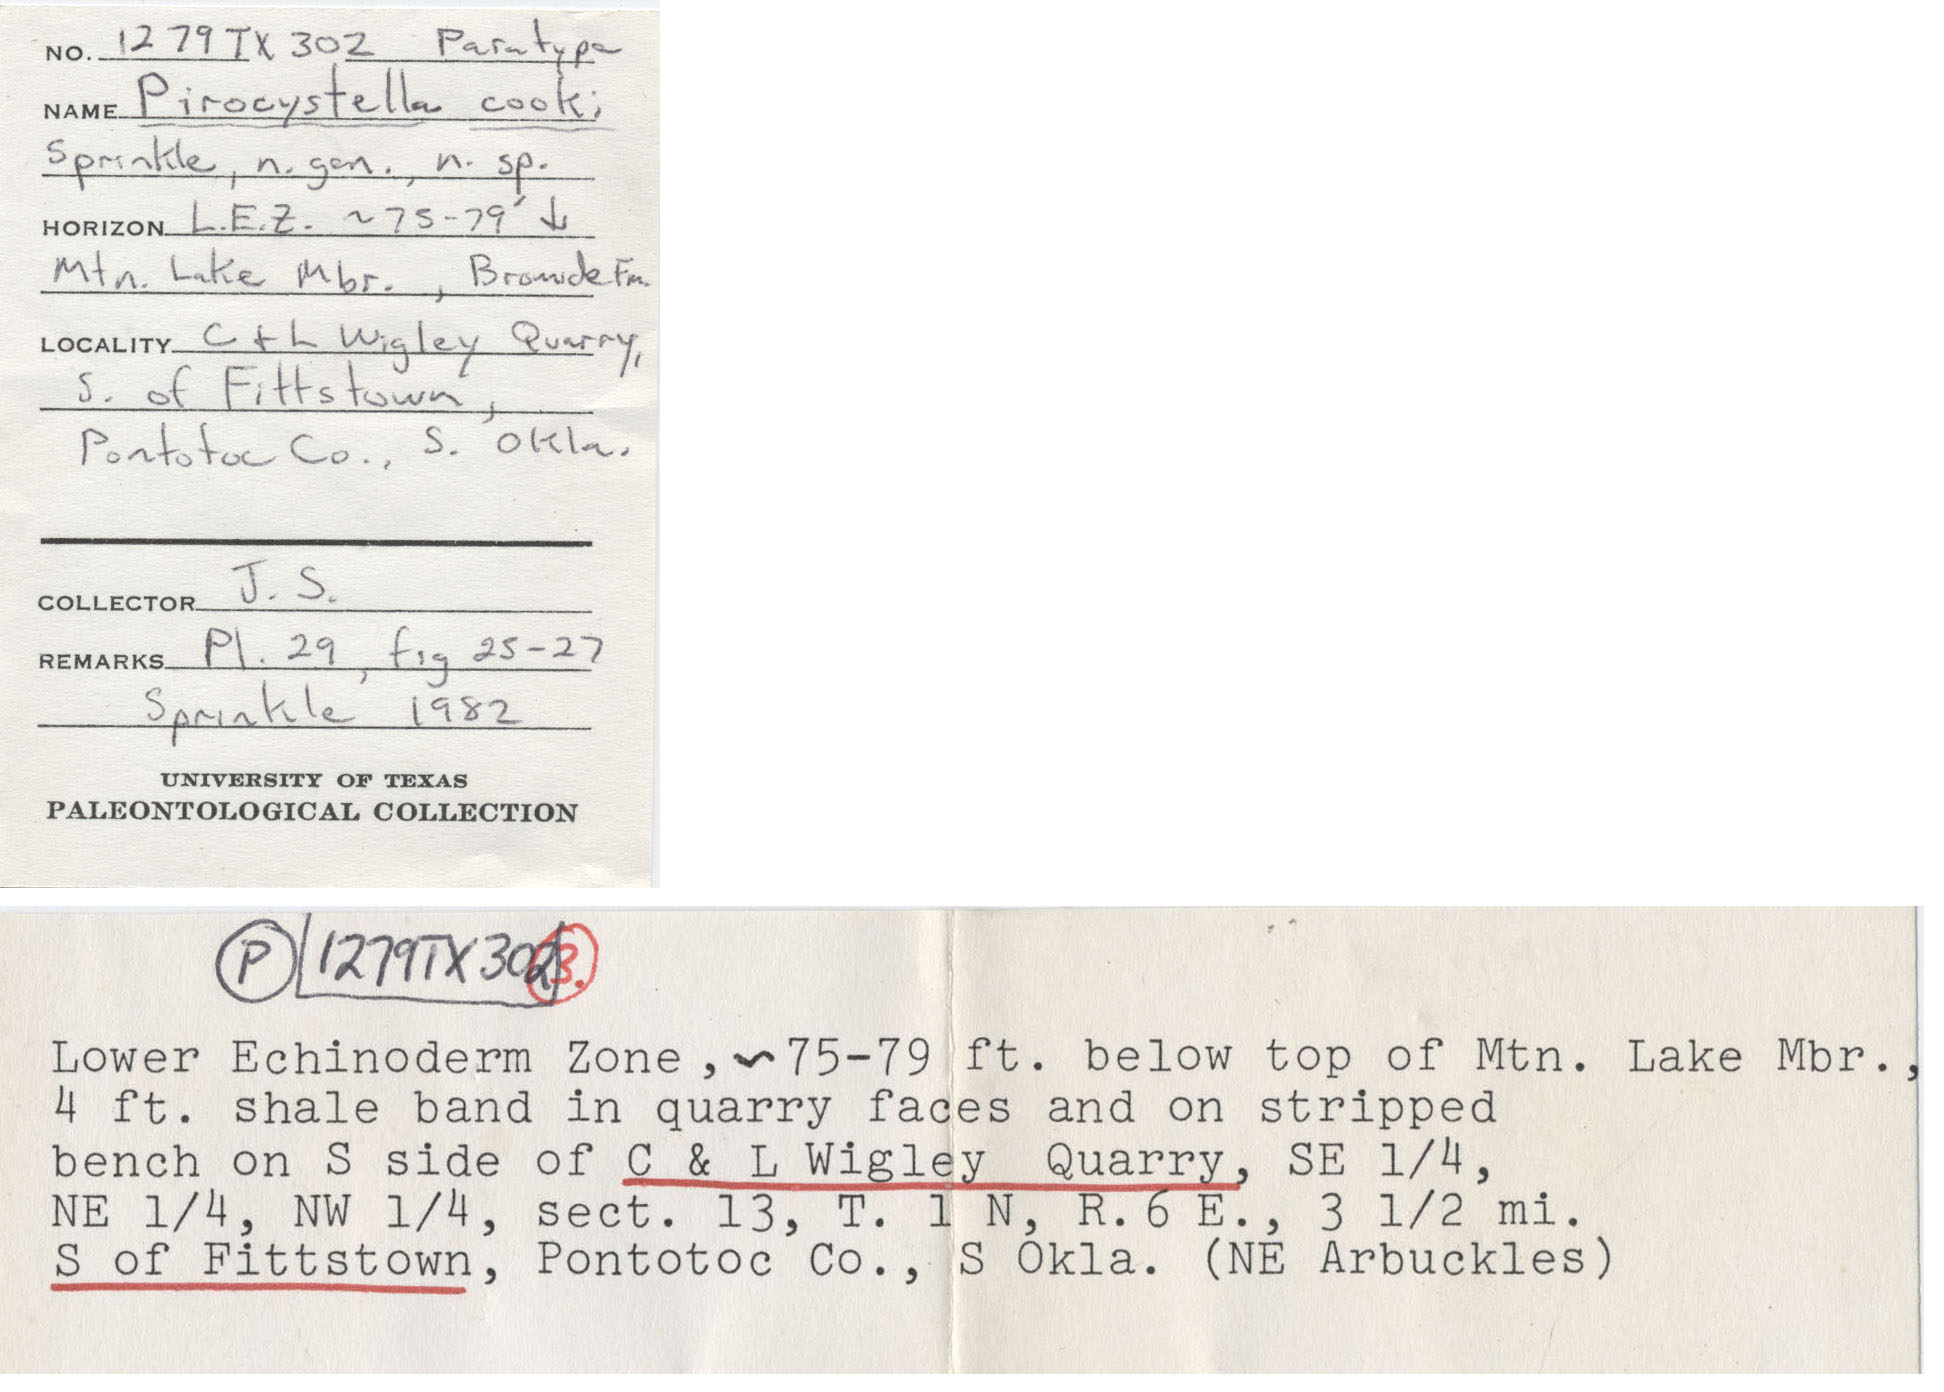 NO. 1279TX302 Paratype
NAME Pirocystella cooki
Sprinkle, n. gen., n. sp.
HORIZON L.E.Z. ~75-79' ↓
Mtn. Lake Mbr., Bromide Fm.
LOCALITY C + L Wigley Quarry,
S. of Fittstown,
Pontotoc Co., S. Okla.
COLLECTOR J. S.
REMARKS Pl. 29, fig 25-27
Sprinkle 1982
UNIVERSITY OF TEXAS
PALEONTOLOGICAL COLLECTION
P 1279TX302 3.
Lower Echinoderm Zone, ~75-79 ft. below top of Mtn. Lake Mbr.,
4 ft. shale band in quarry faces and on stripped
bench on S side of C & L Wigley Quarry, SE 1/4,
NE 1/4, NW 1/4, sect. 13, T. 1 N, R. 6 E., 3 1/2 mi.
S of Fittstown, Pontotoc Co., S Okla. (NE Arbuckles)